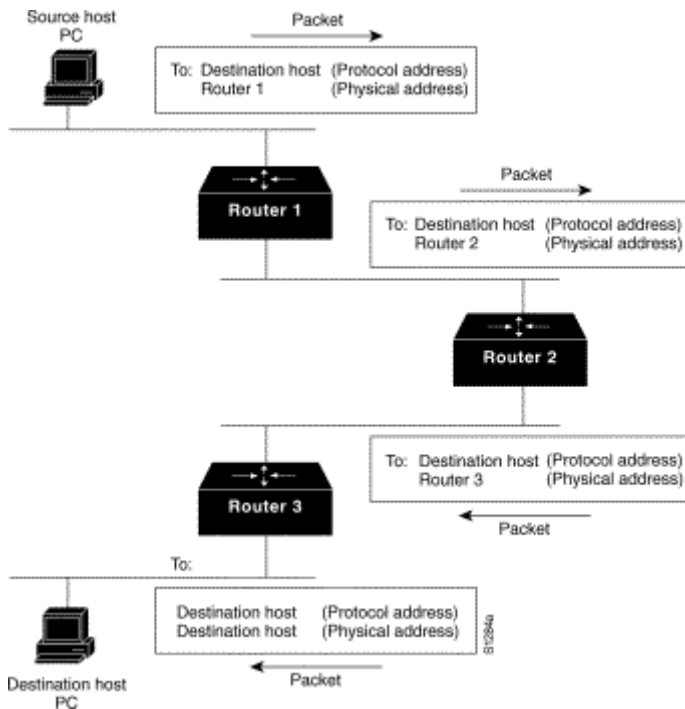 Source host
PC
Packet
To: Destination host (Protocol address)
Router 1 (Physical address)
Router 1
Packet
To: Destination host (Protocol address)
Router 2 (Physical address)
Router 2
To: Destination host (Protocol address)
Router 3 (Physical address)
Packet
Router 3
To:
Destination host (Protocol address)
Destination host (Physical address)
Packet
S1284a
Destination host
PC